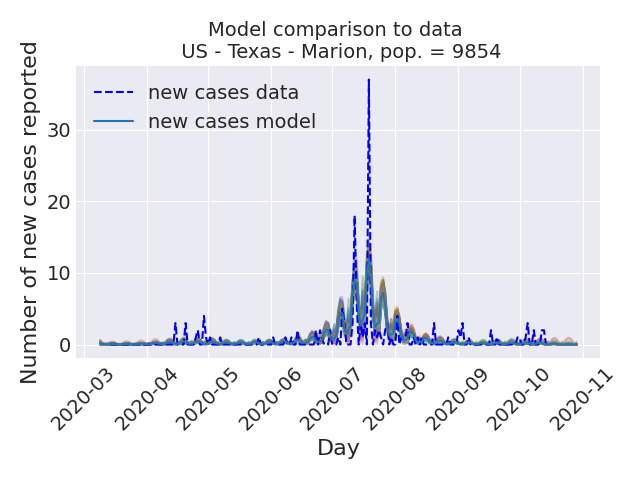 Model comparison to data
US - Texas - Marion, pop. = 9854
Number of new cases reported
new cases data
new cases model
30
20
10
0
2020-03
2020-04
2020-05
2020-06
2020-07
2020-08
2020-09
2020-10
2020-11
Day